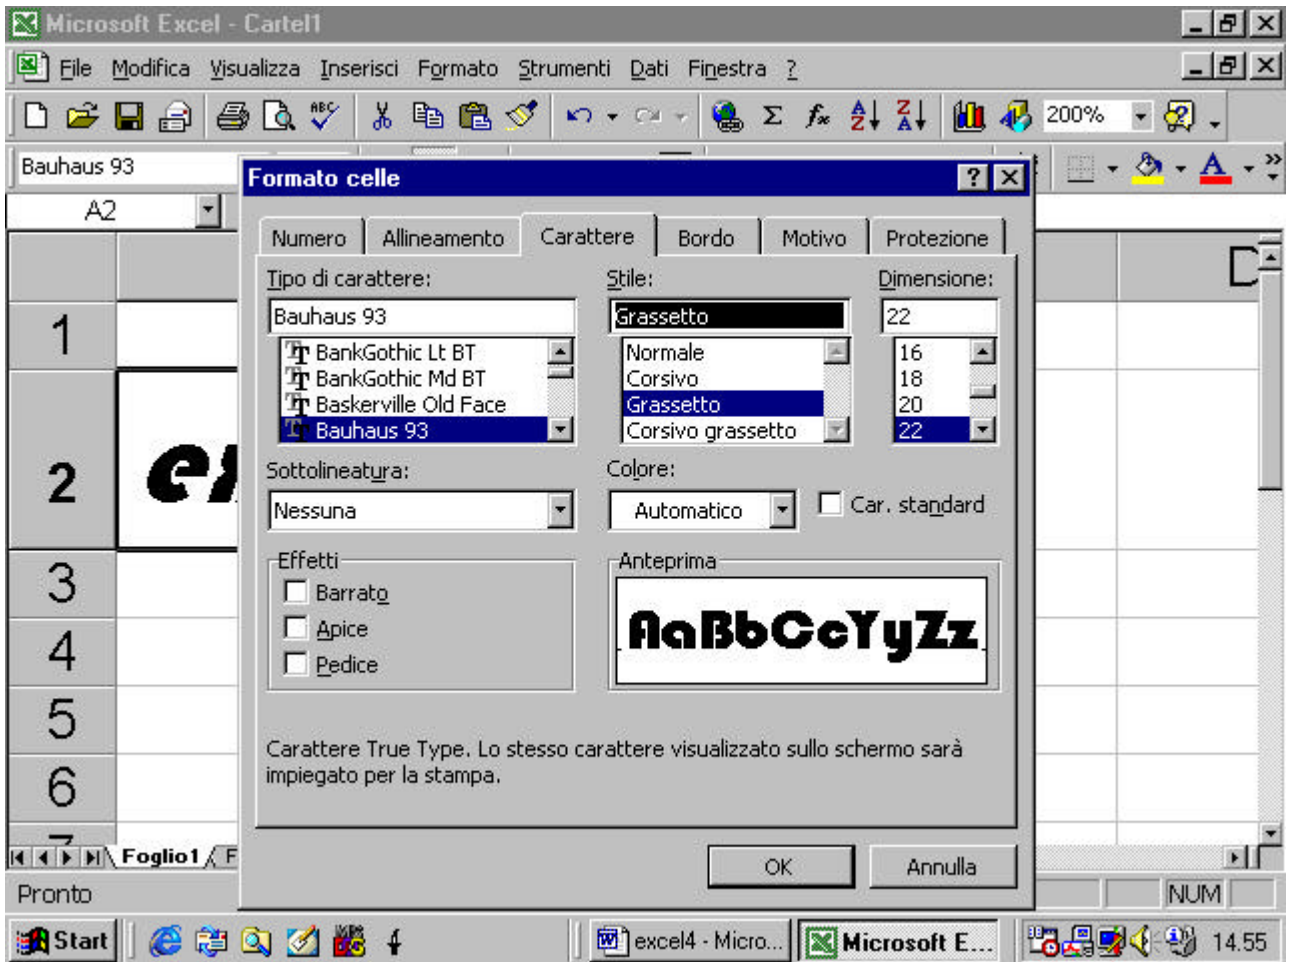 Microsoft Excel - Cartel1
File Modifica Visualizza Inserisci Formato Strumenti Dati Finestra ?
ABC
200%
Bauhaus 93
A2
Formato celle
Numero Allineamento Carattere Bordo Motivo Protezione
Tipo di carattere: Stile: Dimensione:
Bauhaus 93 Grassetto 22
BankGothic Lt BT Normale 16
BankGothic Md BT Corsivo 18
Baskerville Old Face Grassetto 20
Bauhaus 93 Corsivo grassetto 22
Sottolineatura: Colore:
Nessuna Automatico Car. standard
Effetti Anteprima
Barrato
Apice
Pedice
AaBbCcYyZz
Carattere True Type. Lo stesso carattere visualizzato sullo schermo sarà
impiegato per la stampa.
OK Annulla
D
1
2
3
4
5
6
7
Foglio1 F
Pronto NUM
Start excel4 - Micro... Microsoft E... 14.55